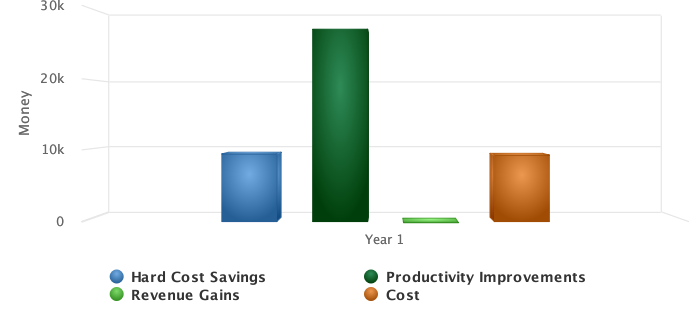 30k
20k
10k
0
Money
Year 1
Hard Cost Savings
Productivity Improvements
Revenue Gains
Cost